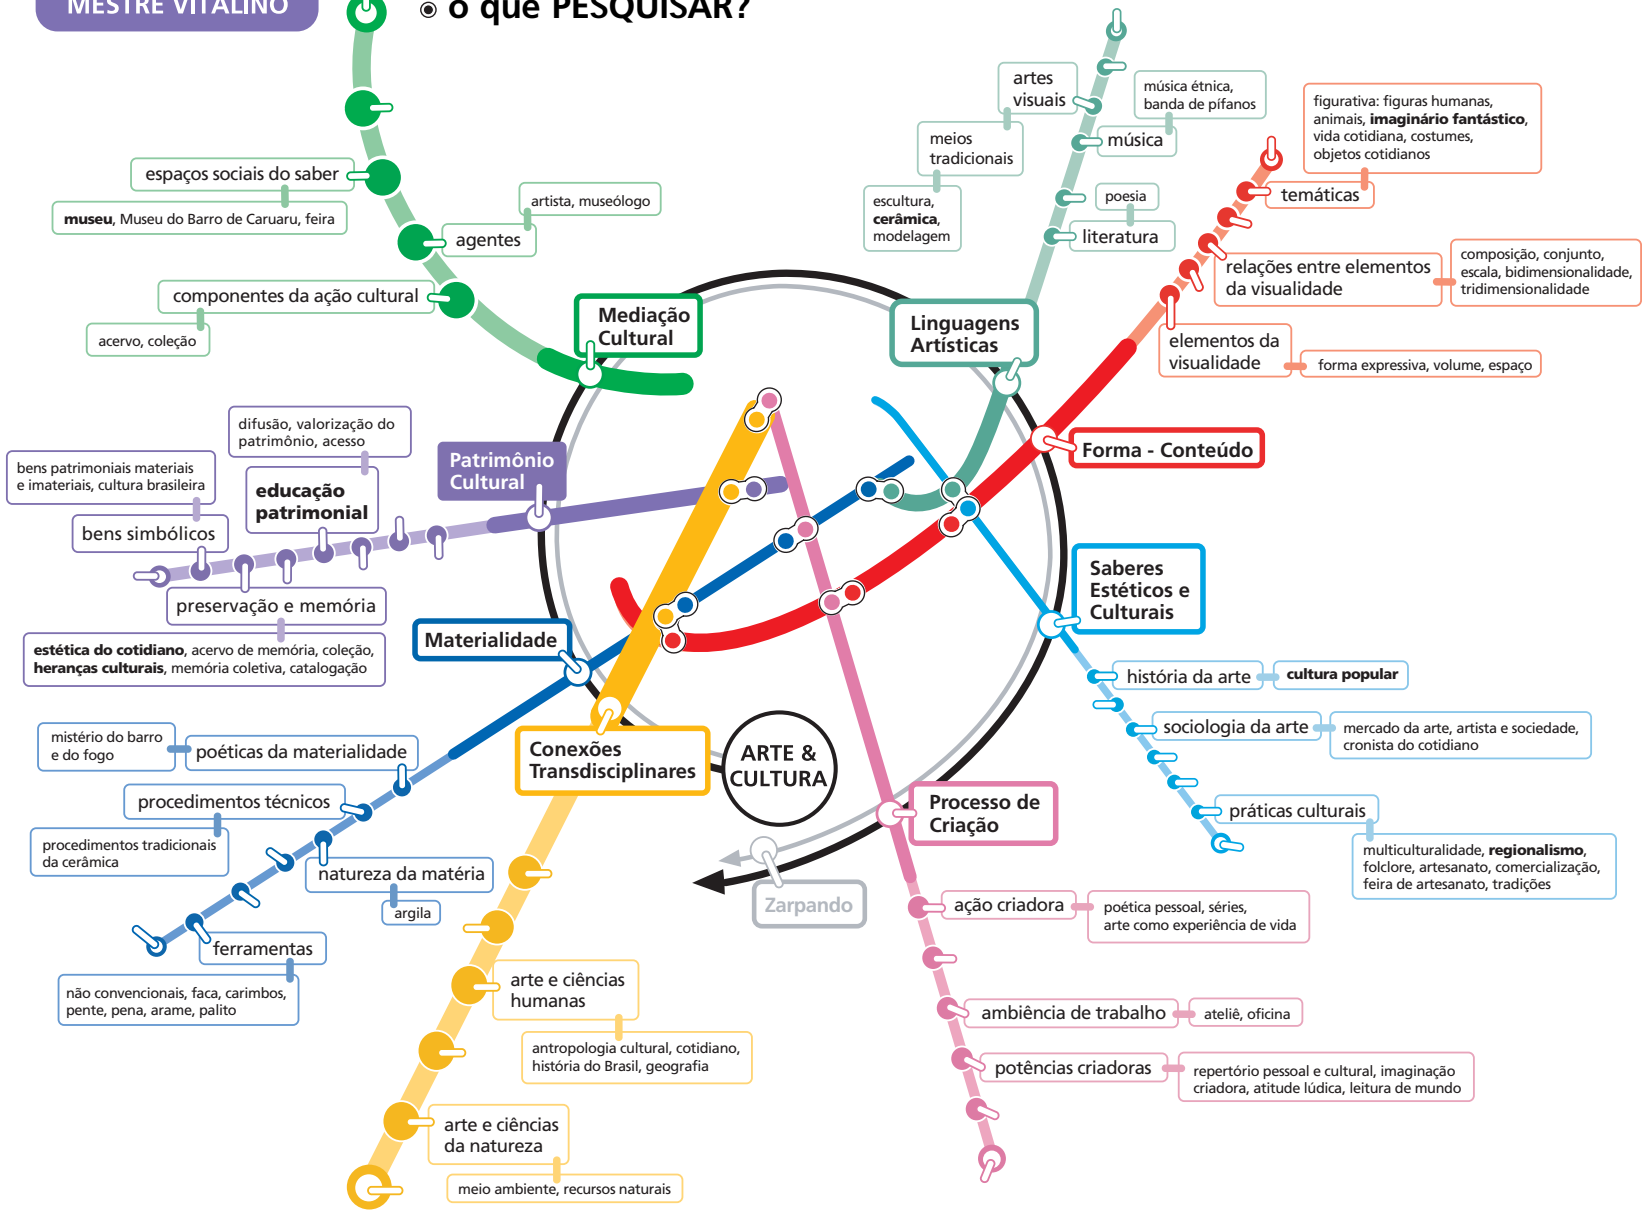 MESTRE VITALINO
o que PESQUISAR?
espaços sociais do saber
museu, Museu do Barro de Caruaru, feira
artista, museólogo
agentes
componentes da ação cultural
acervo, coleção
Mediação
Cultural
artes
visuais
meios
tradicionais
escultura,
cerâmica,
modelagem
música étnica,
banda de pífanos
música
poesia
literatura
Linguagens
Artísticas
figurativa: figuras humanas,
animais, imaginário fantástico,
vida cotidiana, costumes,
objetos cotidianos
temáticas
relações entre elementos
da visualidade
composição, conjunto,
escala, bidimensionalidade,
tridimensionalidade
elementos da
visualidade
forma expressiva, volume, espaço
Forma - Conteúdo
difusão, valorização do
patrimônio, acesso
educação
patrimonial
bens patrimoniais materiais
e imateriais, cultura brasileira
bens simbólicos
Patrimônio
Cultural
preservação e memória
estética do cotidiano, acervo de memória, coleção,
heranças culturais, memória coletiva, catalogação
Saberes
Estéticos e
Culturais
história da arte
cultura popular
sociologia da arte
mercado da arte, artista e sociedade,
cronista do cotidiano
práticas culturais
multiculturalidade, regionalismo,
folclore, artesanato, comercialização,
feira de artesanato, tradições
Materialidade
mistério do barro
e do fogo
poéticas da materialidade
procedimentos técnicos
procedimentos tradicionais
da cerâmica
natureza da matéria
argila
ferramentas
não convencionais, faca, carimbos,
pente, pena, arame, palito
Conexões
Transdisciplinares
ARTE &
CULTURA
Zarpando
Processo de
Criação
ação criadora
poética pessoal, séries,
arte como experiência de vida
ambiência de trabalho
ateliê, oficina
potências criadoras
repertório pessoal e cultural, imaginação
criadora, atitude lúdica, leitura de mundo
arte e ciências
humanas
antropologia cultural, cotidiano,
história do Brasil, geografia
arte e ciências
da natureza
meio ambiente, recursos naturais